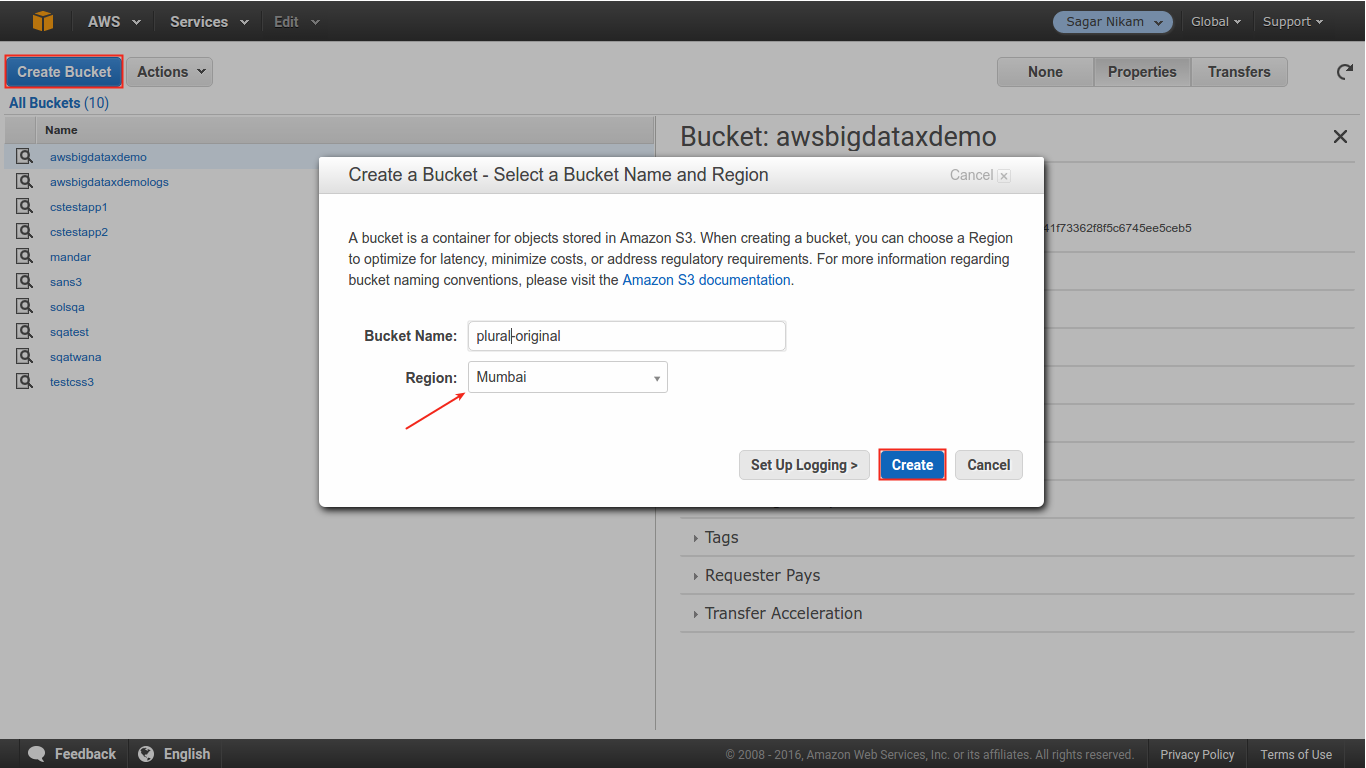 AWS Services Edit Sagar Nikam Global Support
Create Bucket Actions None Properties Transfers
All Buckets (10)
Name
awsbigdataxdemo
awsbigdataxdemologs
cstestapp1
cstestapp2
mandar
sans3
solsqa
sqatest
sqatwana
testcss3
Bucket: awsbigdataxdemo
41f73362f8f5c6745ee5ceb5
Create a Bucket - Select a Bucket Name and Region Cancel
A bucket is a container for objects stored in Amazon S3. When creating a bucket, you can choose a Region
to optimize for latency, minimize costs, or address regulatory requirements. For more information regarding
bucket naming conventions, please visit the Amazon S3 documentation.
Bucket Name: plural-original
Region: Mumbai
Set Up Logging > Create Cancel
Tags
Requester Pays
Transfer Acceleration
Feedback English © 2008 - 2016, Amazon Web Services, Inc. or its affiliates. All rights reserved. Privacy Policy Terms of Use